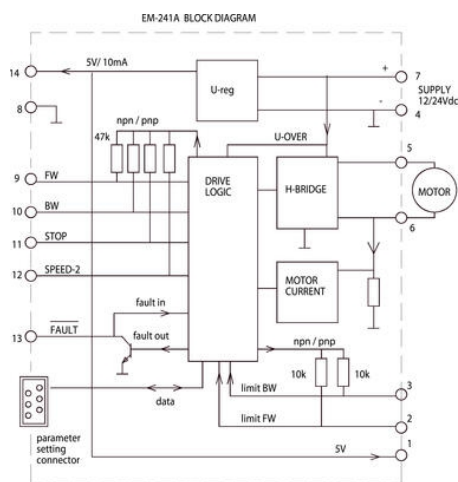 EM-241A BLOCK DIAGRAM
5V/ 10mA
14
U-reg
+
7
SUPPLY
12/24Vdc
8
-
4
npn / pnp
47k
U-OVER
5
9
FW
DRIVE
LOGIC
H-BRIDGE
MOTOR
10
BW
6
11
STOP
12
SPEED-2
MOTOR
CURRENT
fault in
13
FAULT
fault out
npn / pnp
10k
10k
data
limit BW
3
limit FW
2
parameter
setting
connector
5V
1